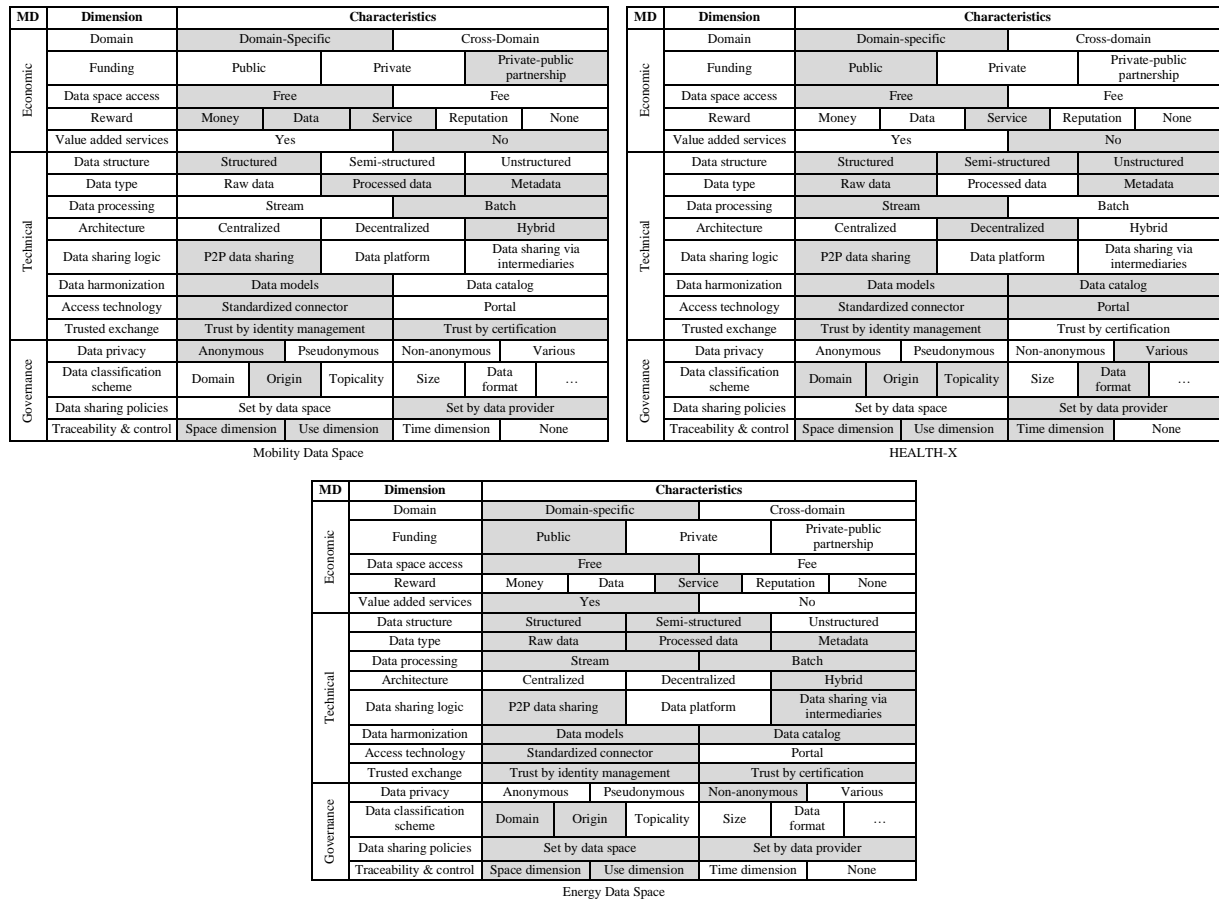 MD Dimension Characteristics
Economic
Domain Domain-Specific Cross-Domain
Funding Public Private Private-public partnership
Data space access Free Fee
Reward Money Data Service Reputation None
Value added services Yes No
Technical
Data structure Structured Semi-structured Unstructured
Data type Raw data Processed data Metadata
Data processing Stream Batch
Architecture Centralized Decentralized Hybrid
Data sharing logic P2P data sharing Data platform Data sharing via intermediaries
Data harmonization Data models Data catalog
Access technology Standardized connector Portal
Trusted exchange Trust by identity management Trust by certification
Governance
Data privacy Anonymous Pseudonymous Non-anonymous Various
Data classification scheme Domain Origin Topicality Size Data format …
Data sharing policies Set by data space Set by data provider
Traceability & control Space dimension Use dimension Time dimension None
Mobility Data Space
MD Dimension Characteristics
Economic
Domain Domain-specific Cross-domain
Funding Public Private Private-public partnership
Data space access Free Fee
Reward Money Data Service Reputation None
Value added services Yes No
Technical
Data structure Structured Semi-structured Unstructured
Data type Raw data Processed data Metadata
Data processing Stream Batch
Architecture Centralized Decentralized Hybrid
Data sharing logic P2P data sharing Data platform Data sharing via intermediaries
Data harmonization Data models Data catalog
Access technology Standardized connector Portal
Trusted exchange Trust by identity management Trust by certification
Governance
Data privacy Anonymous Pseudonymous Non-anonymous Various
Data classification scheme Domain Origin Topicality Size Data format …
Data sharing policies Set by data space Set by data provider
Traceability & control Space dimension Use dimension Time dimension None
HEALTH-X
MD Dimension Characteristics
Economic
Domain Domain-specific Cross-domain
Funding Public Private Private-public partnership
Data space access Free Fee
Reward Money Data Service Reputation None
Value added services Yes No
Technical
Data structure Structured Semi-structured Unstructured
Data type Raw data Processed data Metadata
Data processing Stream Batch
Architecture Centralized Decentralized Hybrid
Data sharing logic P2P data sharing Data platform Data sharing via intermediaries
Data harmonization Data models Data catalog
Access technology Standardized connector Portal
Trusted exchange Trust by identity management Trust by certification
Governance
Data privacy Anonymous Pseudonymous Non-anonymous Various
Data classification scheme Domain Origin Topicality Size Data format …
Data sharing policies Set by data space Set by data provider
Traceability & control Space dimension Use dimension Time dimension None
Energy Data Space